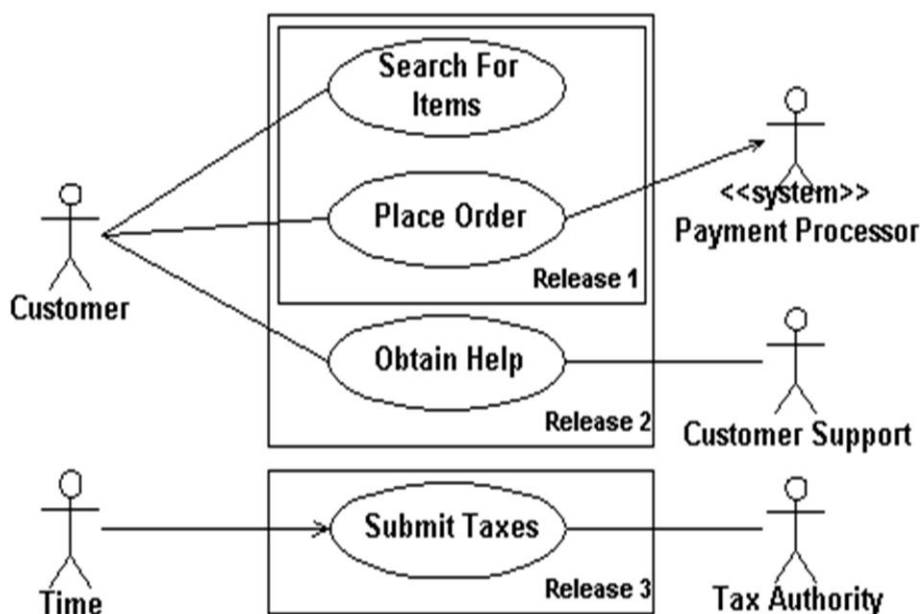 Search For
Items
<<system>>
Payment Processor
Place Order
Release 1
Customer
Obtain Help
Release 2
Customer Support
Submit Taxes
Release 3
Time
Tax Authority